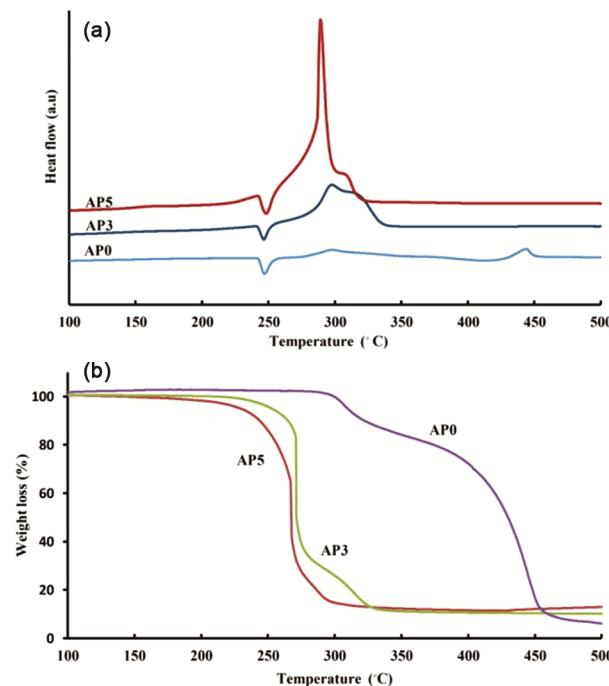 (a)
Heat flow (a.u)
AP5
AP3
AP0
100 150 200 250 300 350 400 450 500
Temperature (° C)
(b)
100
80
60
40
20
0
Weight loss (%)
AP0
AP5
AP3
100 150 200 250 300 350 400 450 500
Temperature (°C)